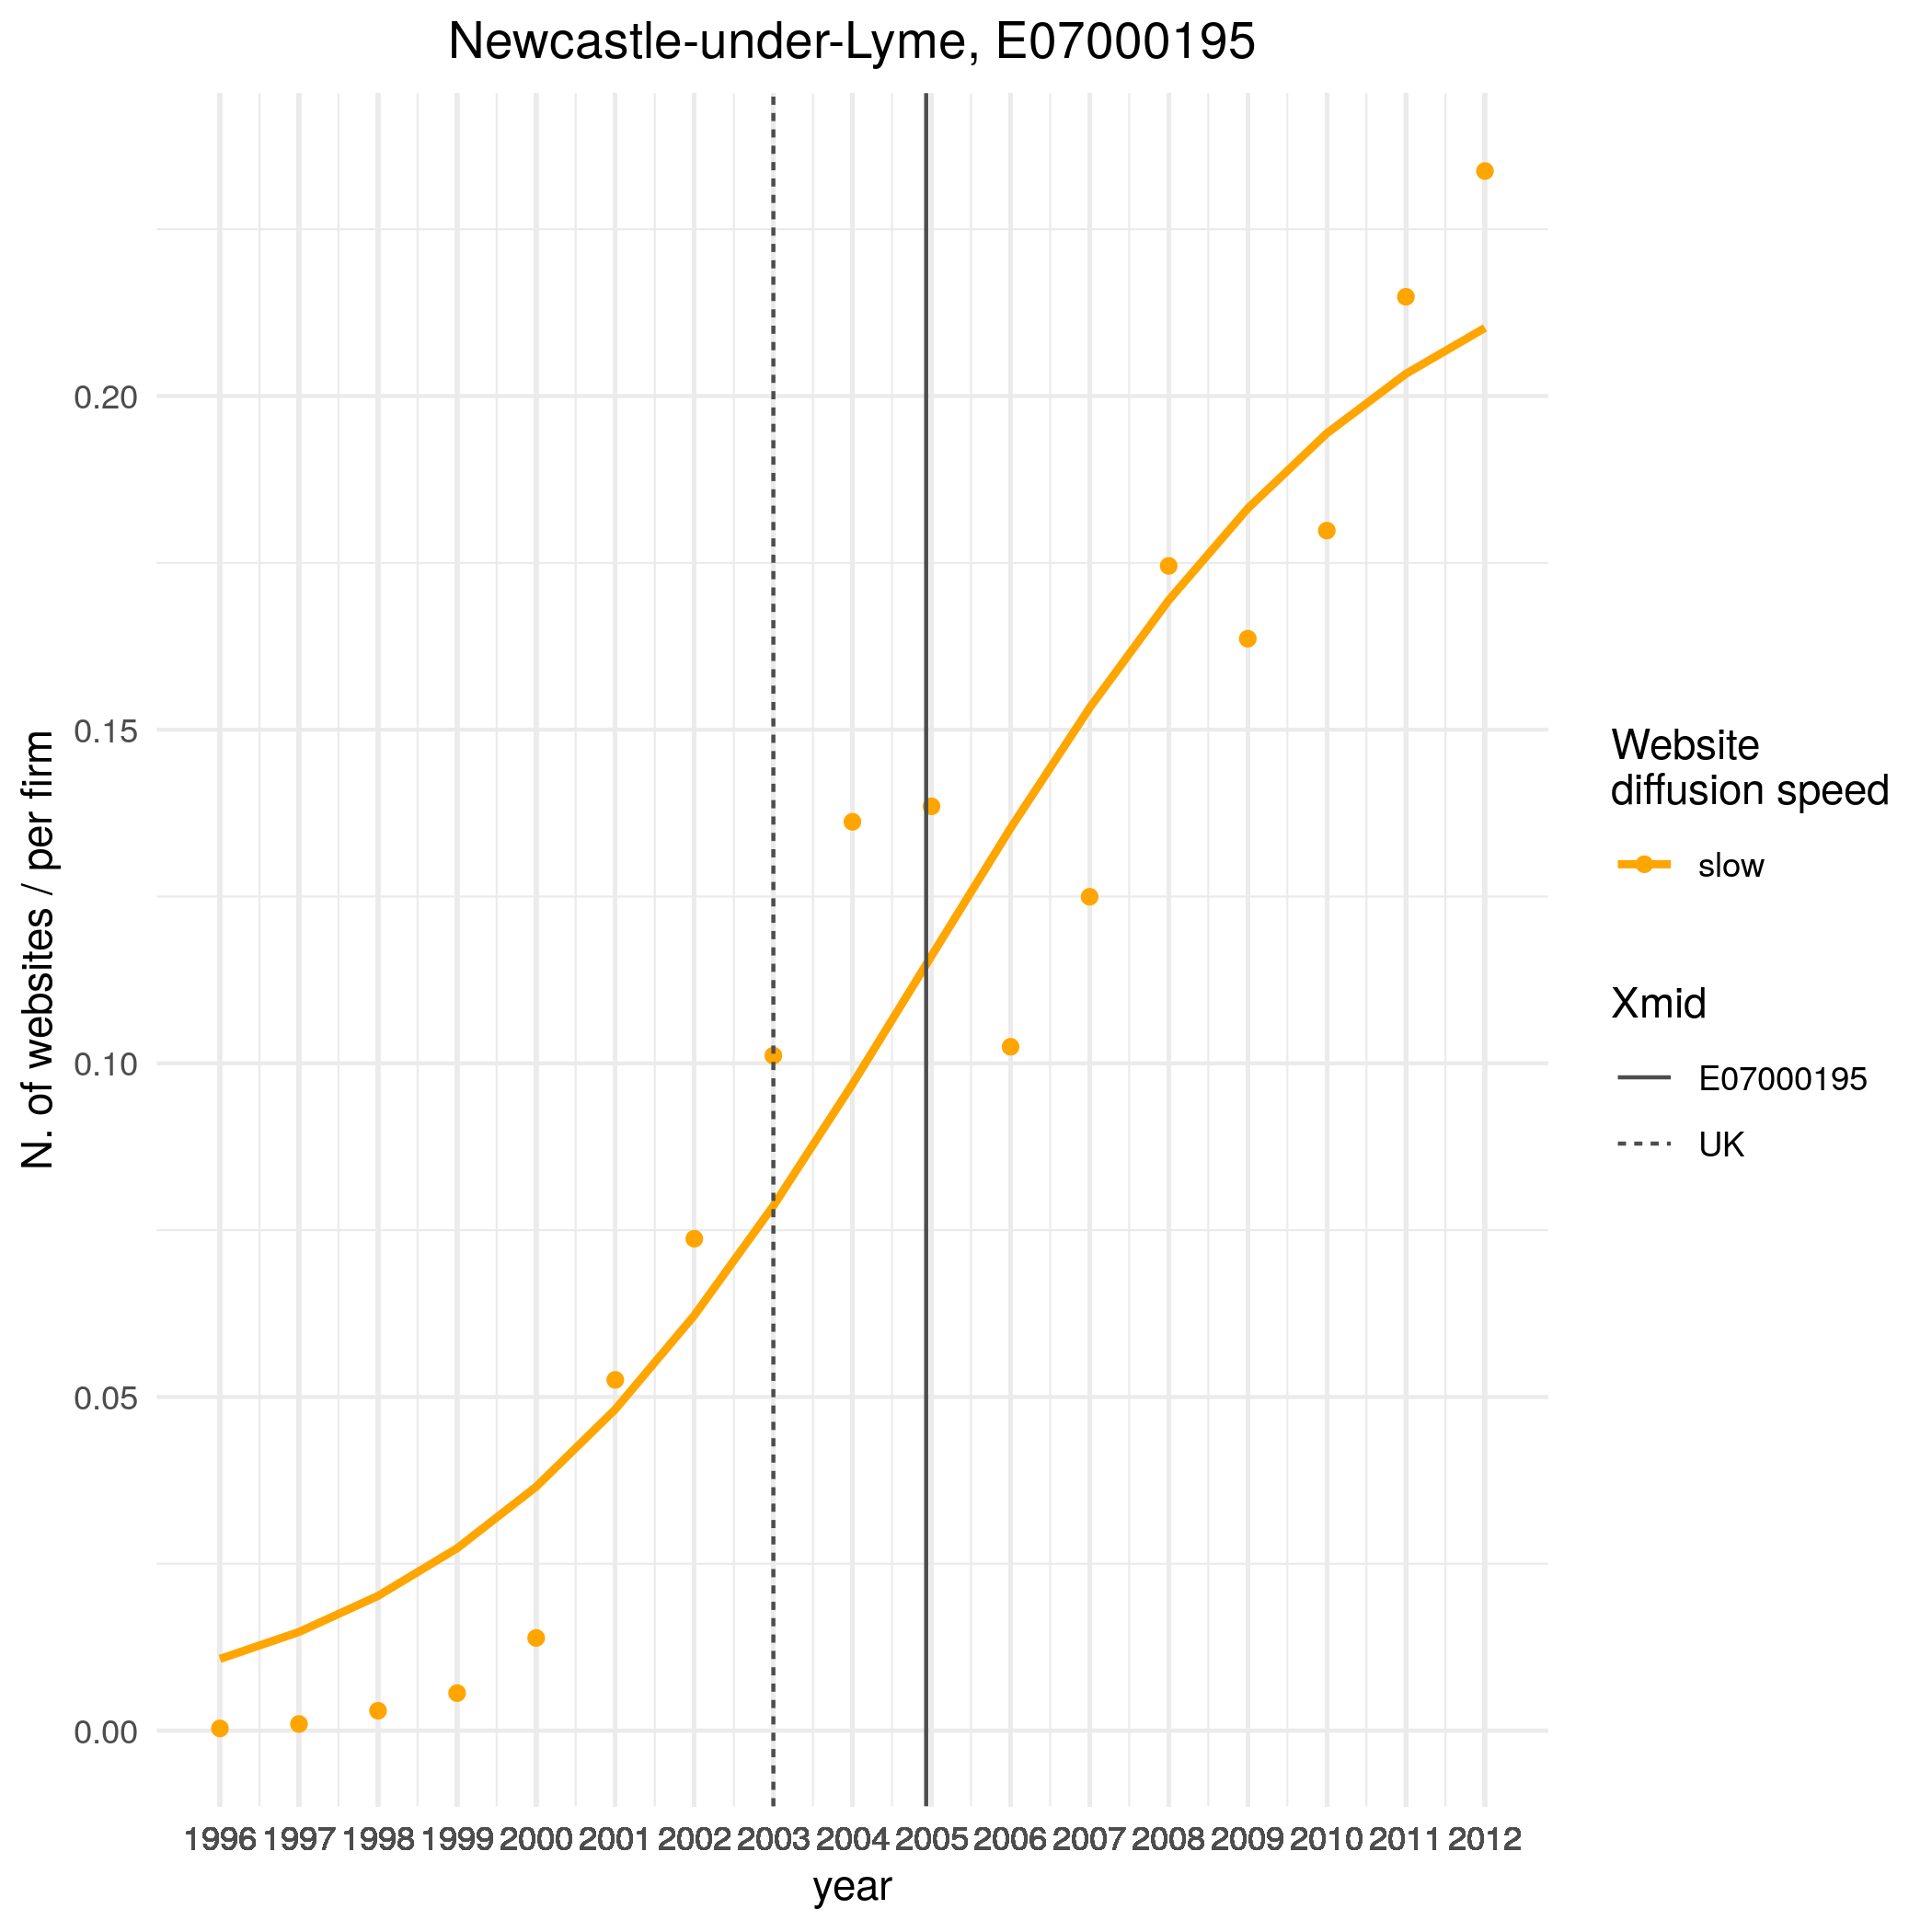 Newcastle-under-Lyme, E07000195
N. of websites / per firm
0.20
0.15
0.10
0.05
0.00
1996 1997 1998 1999 2000 2001 2002 2003 2004 2005 2006 2007 2008 2009 2010 2011 2012
year
Website
diffusion speed
slow
Xmid
E07000195
UK